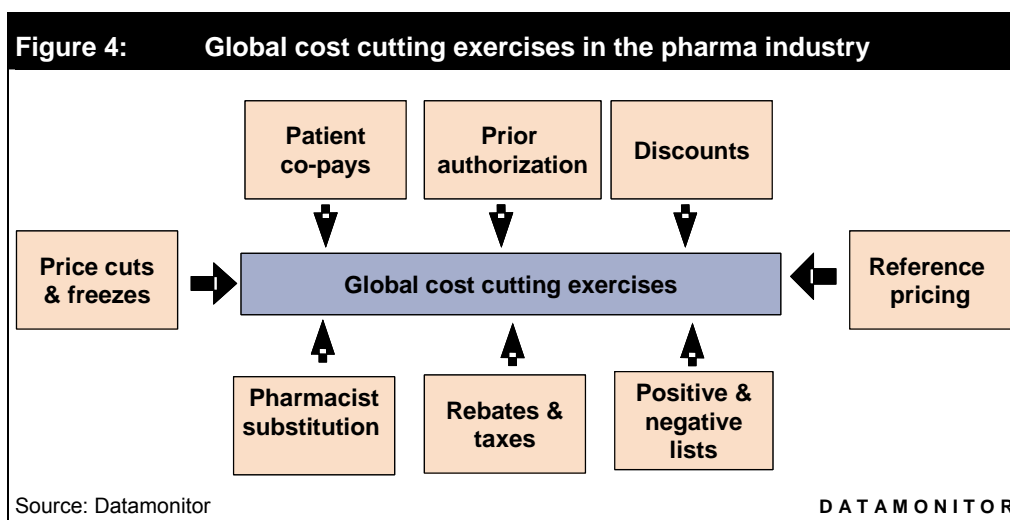 Figure 4: Global cost cutting exercises in the pharma industry
Patient
co-pays
Prior
authorization
Discounts
Price cuts
& freezes
Global cost cutting exercises
Reference
pricing
Pharmacist
substitution
Rebates &
taxes
Positive &
negative
lists
Source: Datamonitor
DATAMONITOR